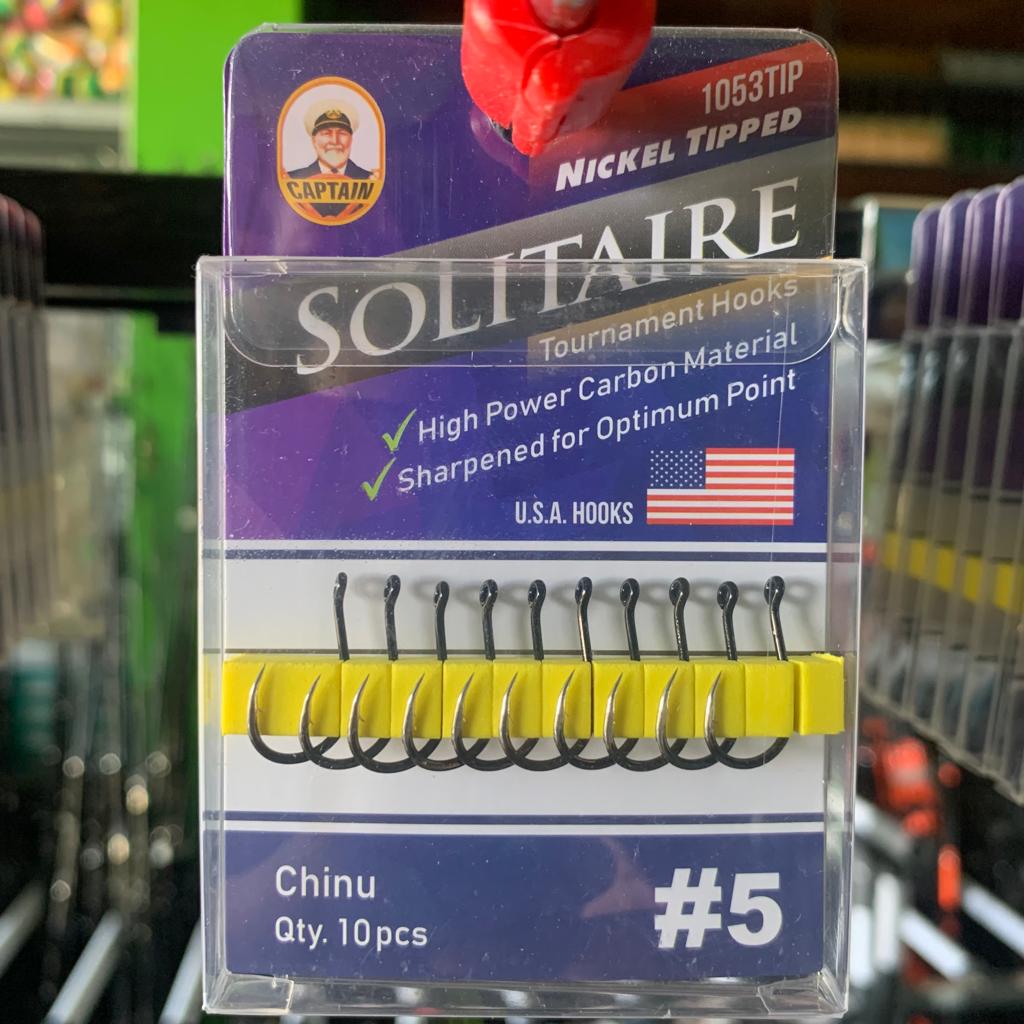 CAPTAIN
1053TIP
NICKEL TIPPED
SOLITAIRE
Tournament Hooks
High Power Carbon Material
Sharpened for Optimum Point
U.S.A. HOOKS
Chinu
Qty. 10pcs
#5